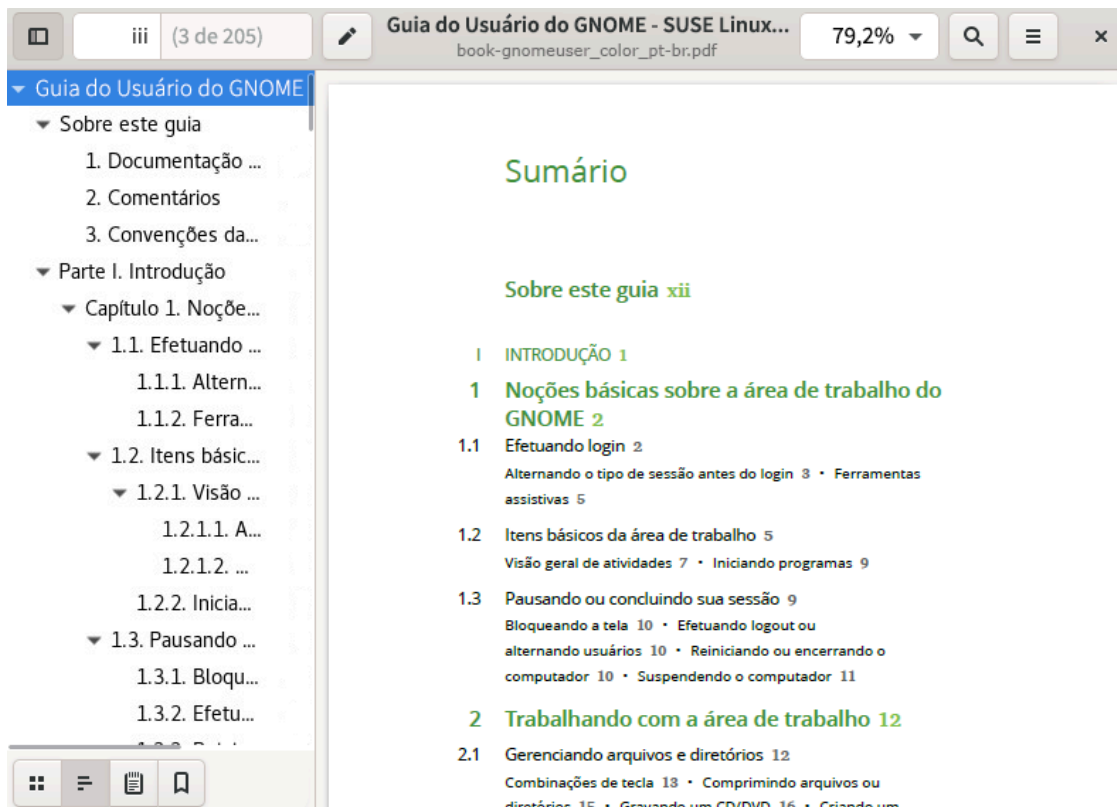 iii (3 de 205)
Guia do Usuário do GNOME - SUSE Linux...
book-gnomeuser_color_pt-br.pdf
79,2%
Guia do Usuário do GNOME
Sobre este guia
1. Documentação ...
2. Comentários
3. Convenções da...
Parte I. Introdução
Capítulo 1. Noçõe...
1.1. Efetuando ...
1.1.1. Altern...
1.1.2. Ferra...
1.2. Itens básic...
1.2.1. Visão ...
1.2.1.1. A...
1.2.1.2. ...
1.2.2. Inicia...
1.3. Pausando ...
1.3.1. Bloqu...
1.3.2. Efetu...
Sumário
Sobre este guia xii
I INTRODUÇÃO 1
1 Noções básicas sobre a área de trabalho do
GNOME 2
1.1 Efetuando login 2
Alternando o tipo de sessão antes do login 3 • Ferramentas
assistivas 5
1.2 Itens básicos da área de trabalho 5
Visão geral de atividades 7 • Iniciando programas 9
1.3 Pausando ou concluindo sua sessão 9
Bloqueando a tela 10 • Efetuando logout ou
alternando usuários 10 • Reiniciando ou encerrando o
computador 10 • Suspendendo o computador 11
2 Trabalhando com a área de trabalho 12
2.1 Gerenciando arquivos e diretórios 12
Combinações de tecla 13 • Comprimindo arquivos ou
diretórios 15 • Gravando um CD/DVD 16 • Criando um